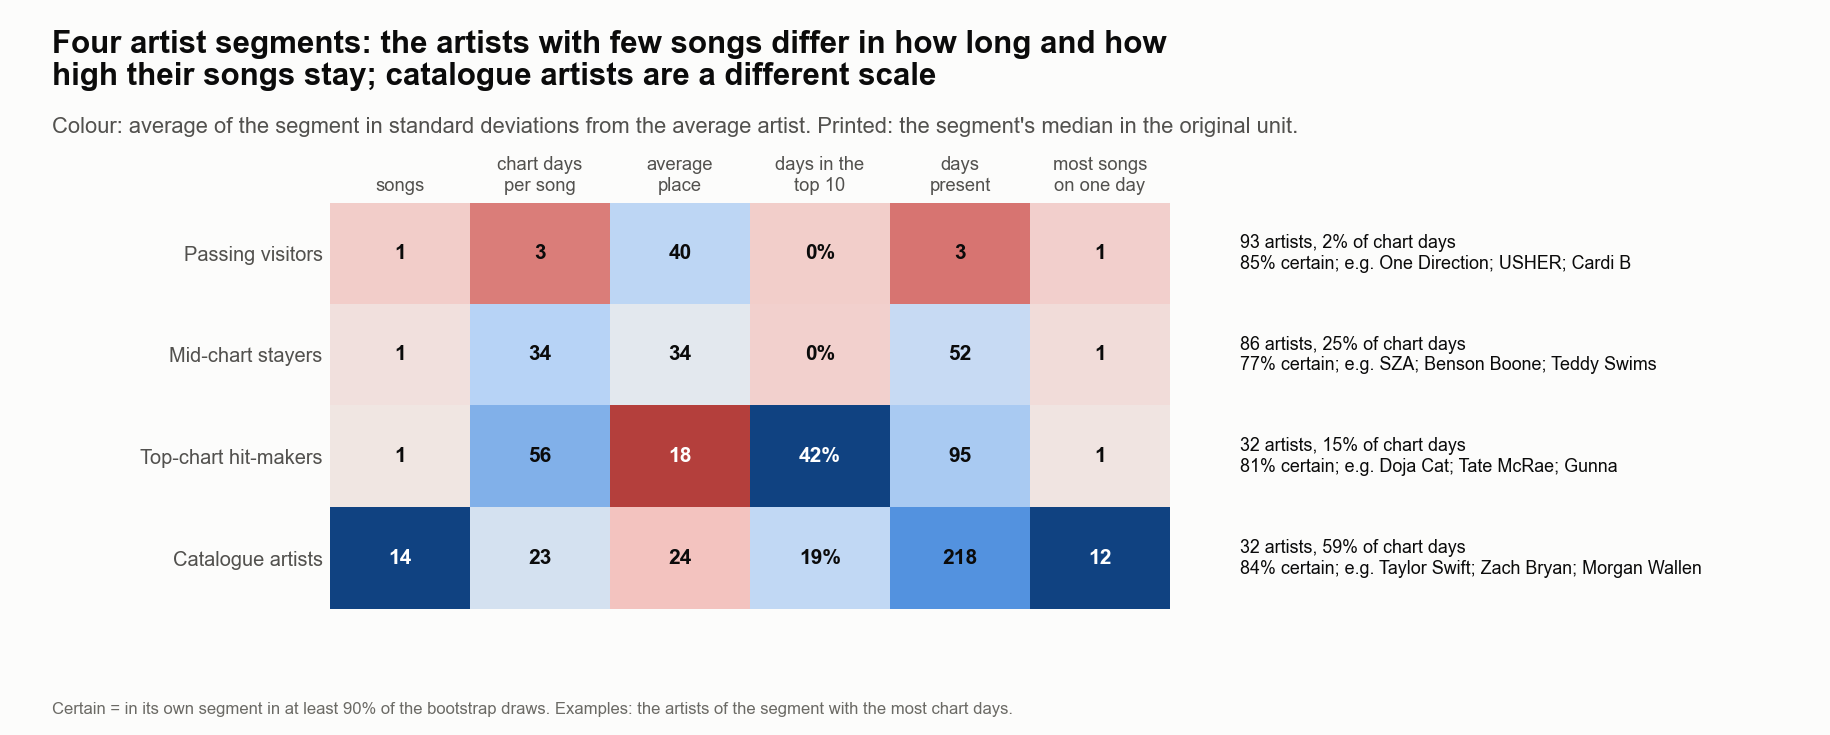 Four artist segments: the artists with few songs differ in how long and how
high their songs stay; catalogue artists are a different scale
Colour: average of the segment in standard deviations from the average artist. Printed: the segment's median in the original unit.
songs
chart days
per song
average
place
days in the
top 10
days
present
most songs
on one day
Passing visitors
1
3
40
0%
3
1
93 artists, 2% of chart days
85% certain; e.g. One Direction; USHER; Cardi B
Mid-chart stayers
1
34
34
0%
52
1
86 artists, 25% of chart days
77% certain; e.g. SZA; Benson Boone; Teddy Swims
Top-chart hit-makers
1
56
18
42%
95
1
32 artists, 15% of chart days
81% certain; e.g. Doja Cat; Tate McRae; Gunna
Catalogue artists
14
23
24
19%
218
12
32 artists, 59% of chart days
84% certain; e.g. Taylor Swift; Zach Bryan; Morgan Wallen
Certain = in its own segment in at least 90% of the bootstrap draws. Examples: the artists of the segment with the most chart days.